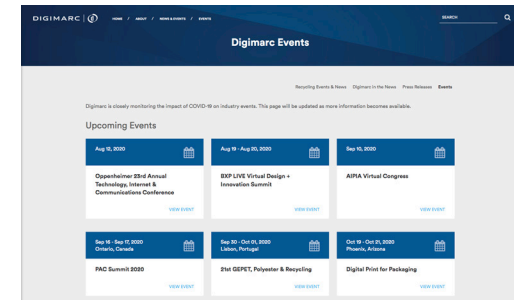 DIGIMARC
HOME / ABOUT / NEWS & EVENTS / EVENTS
SEARCH
Digimarc Events
Recycling Events & News Digimarc In the News Press Releases Events
Digimarc is closely monitoring the impact of COVID-19 on industry events. This page will be updated as more information becomes available.
Upcoming Events
Aug 12, 2020
Oppenheimer 23rd Annual
Technology, Internet &
Communications Conference
VIEW EVENT
Aug 19 - Aug 20, 2020
BXP LIVE Virtual Design +
Innovation Summit
VIEW EVENT
Sep 10, 2020
AIPIA Virtual Congress
VIEW EVENT
Sep 16 - Sep 17, 2020
Ontario, Canada
PAC Summit 2020
VIEW EVENT
Sep 30 - Oct 01, 2020
Lisbon, Portugal
21st GEPET, Polyester & Recycling
VIEW EVENT
Oct 19 - Oct 21, 2020
Phoenix, Arizona
Digital Print for Packaging
VIEW EVENT